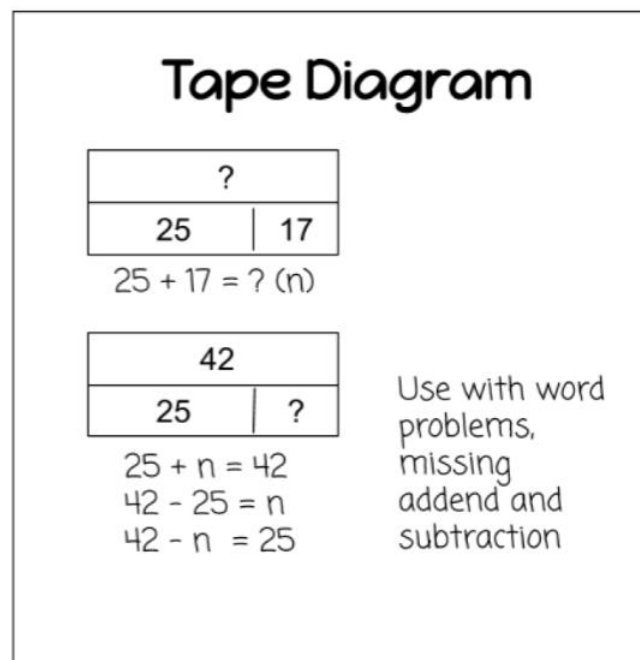 Tape Diagram
?
25 | 17
25 + 17 = ? (n)
42
25 | ?
25 + n = 42
42 - 25 = n
42 - n = 25
Use with word
problems,
missing
addend and
subtraction